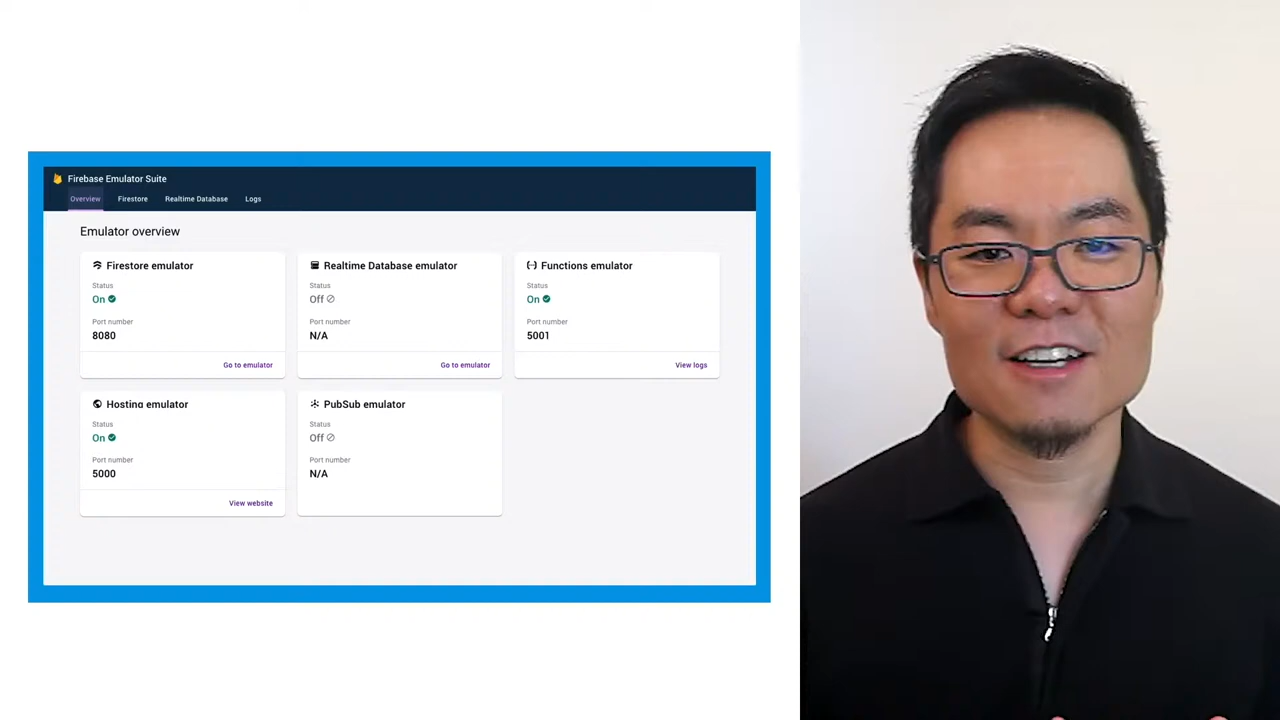 Firebase Emulator Suite
Overview Firestore Realtime Database Logs
Emulator overview
Firestore emulator
Status
On
Port number
8080
Go to emulator
Realtime Database emulator
Status
Off
Port number
N/A
Go to emulator
Functions emulator
Status
On
Port number
5001
View logs
Hosting emulator
Status
On
Port number
5000
View website
PubSub emulator
Status
Off
Port number
N/A